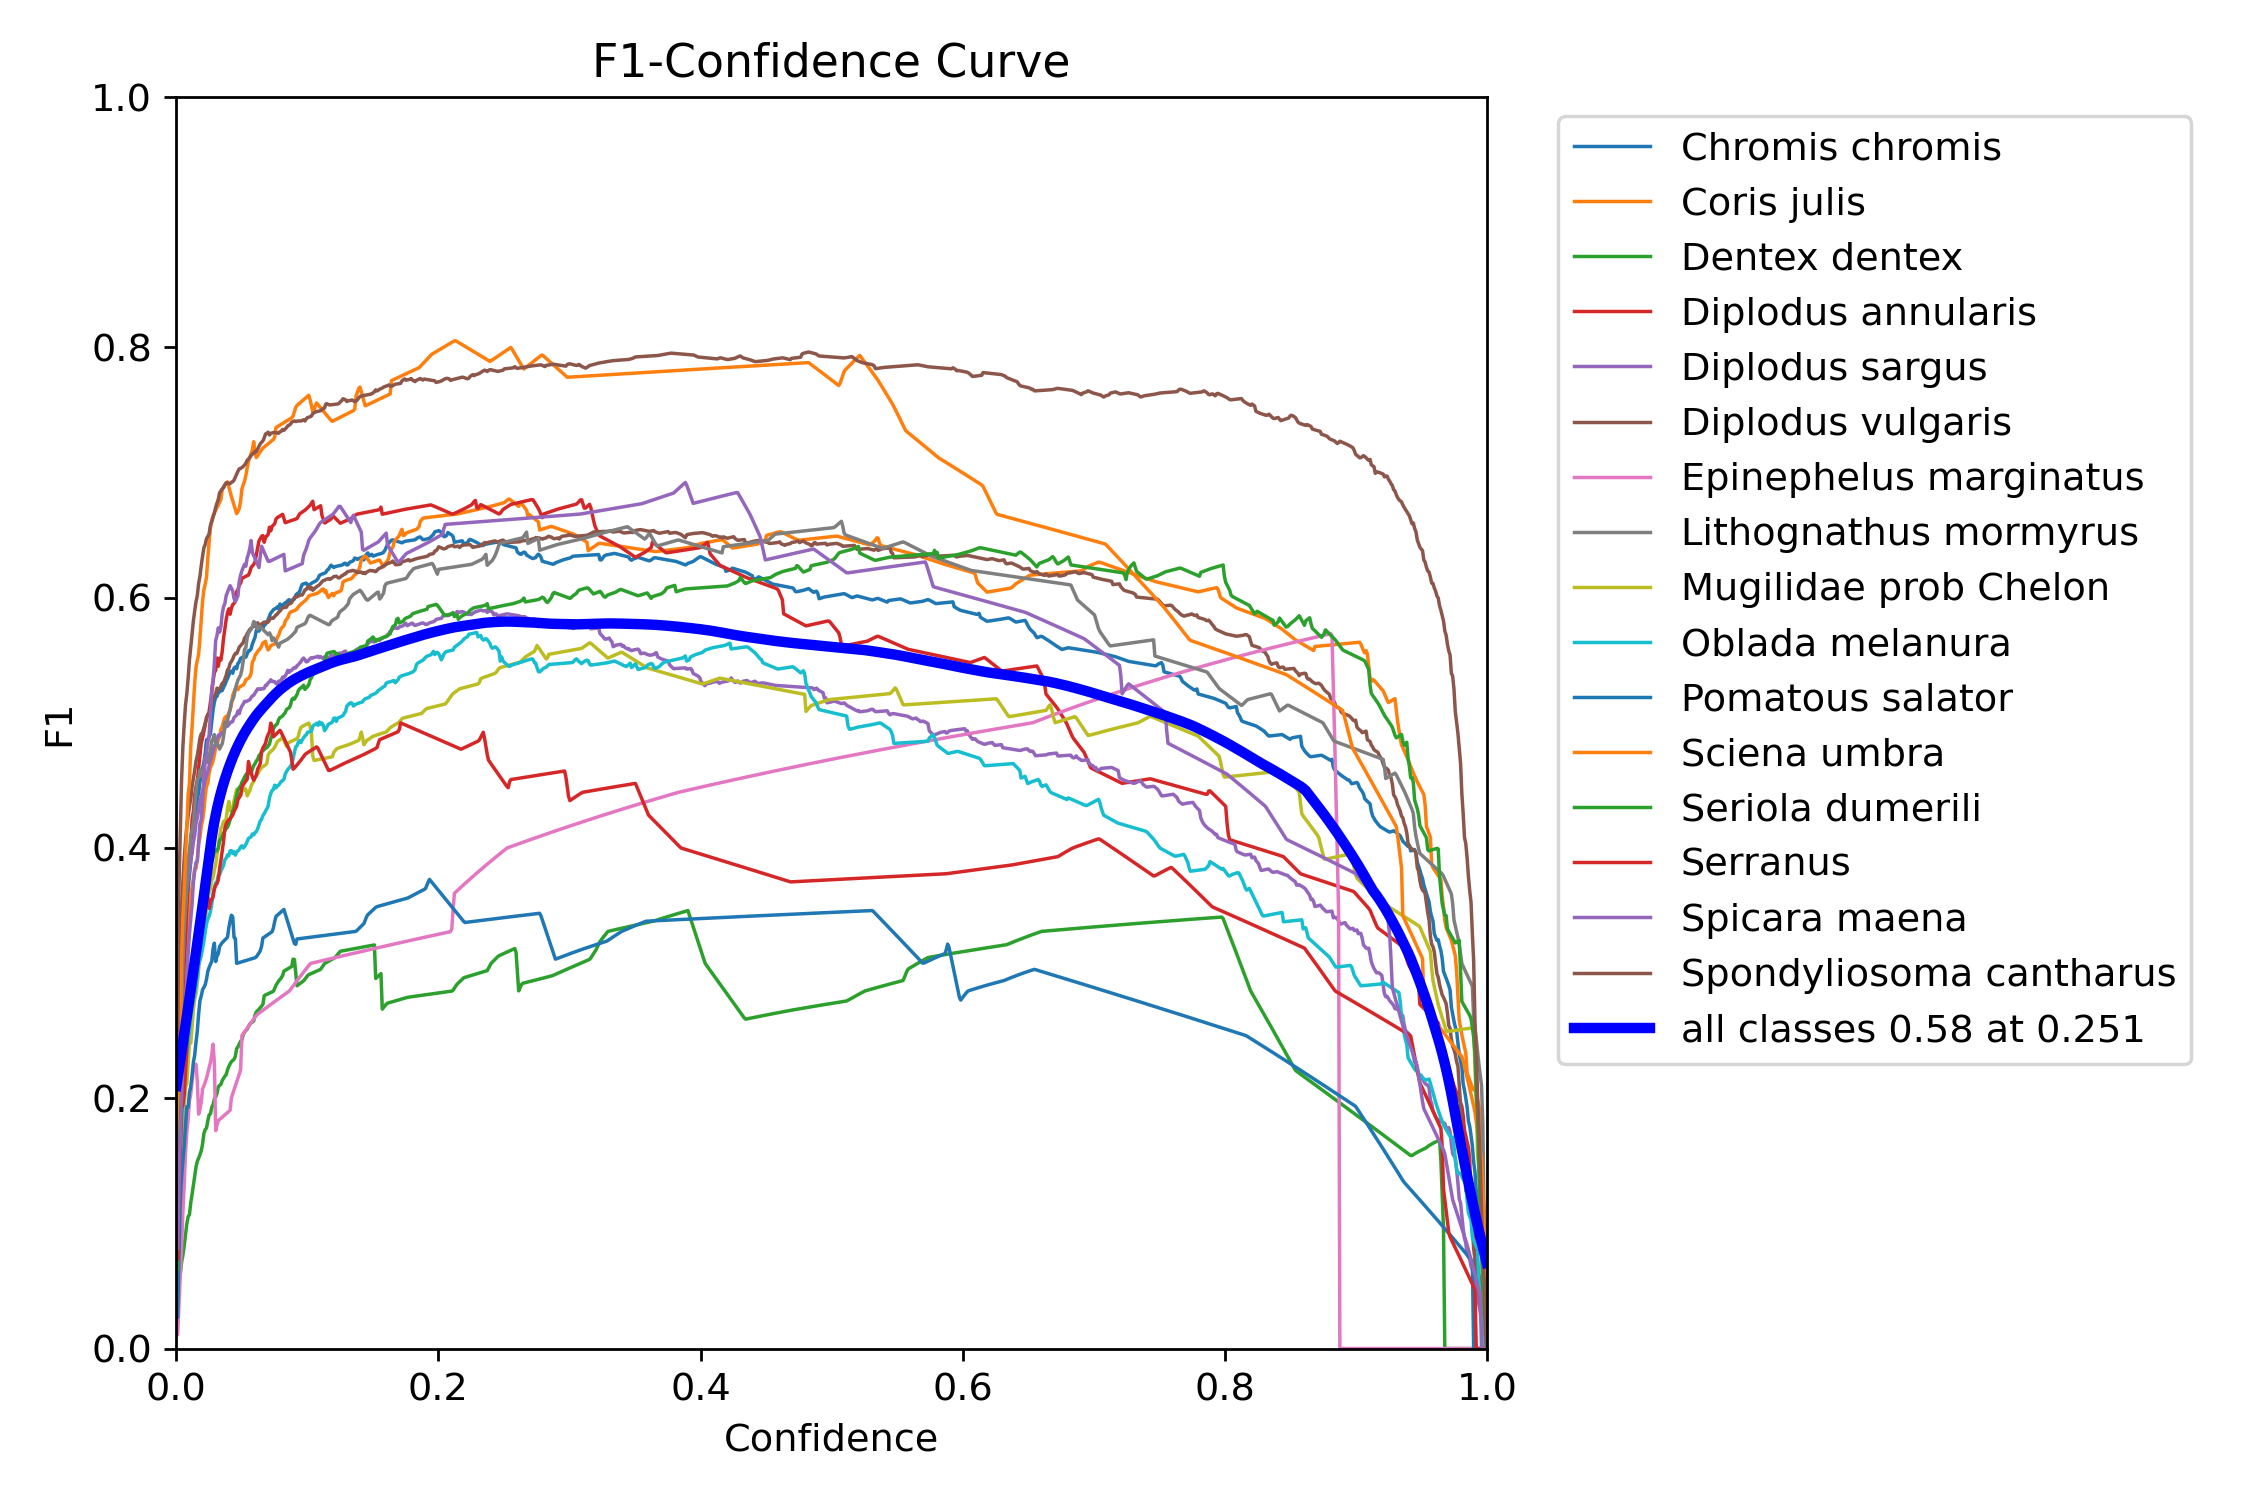 F1-Confidence Curve
1.0
0.8
0.6
0.4
0.2
0.0
F1
0.0 0.2 0.4 0.6 0.8 1.0
Confidence
Chromis chromis
Coris julis
Dentex dentex
Diplodus annularis
Diplodus sargus
Diplodus vulgaris
Epinephelus marginatus
Lithognathus mormyrus
Mugilidae prob Chelon
Oblada melanura
Pomatous salator
Sciena umbra
Seriola dumerili
Serranus
Spicara maena
Spondyliosoma cantharus
all classes 0.58 at 0.251